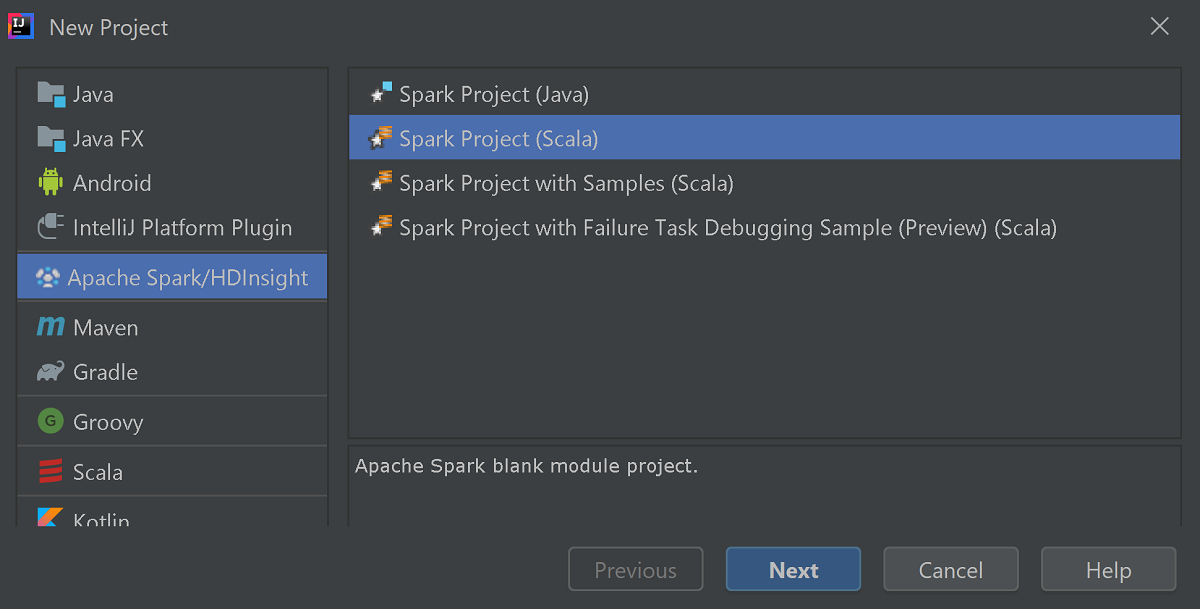 New Project
Java
Java FX
Android
IntelliJ Platform Plugin
Apache Spark/HDInsight
Maven
Gradle
G
Groovy
Scala
Kotlin
Spark Project (Java)
Spark Project (Scala)
Spark Project with Samples (Scala)
Spark Project with Failure Task Debugging Sample (Preview) (Scala)
Apache Spark blank module project.
Previous
Next
Cancel
Help